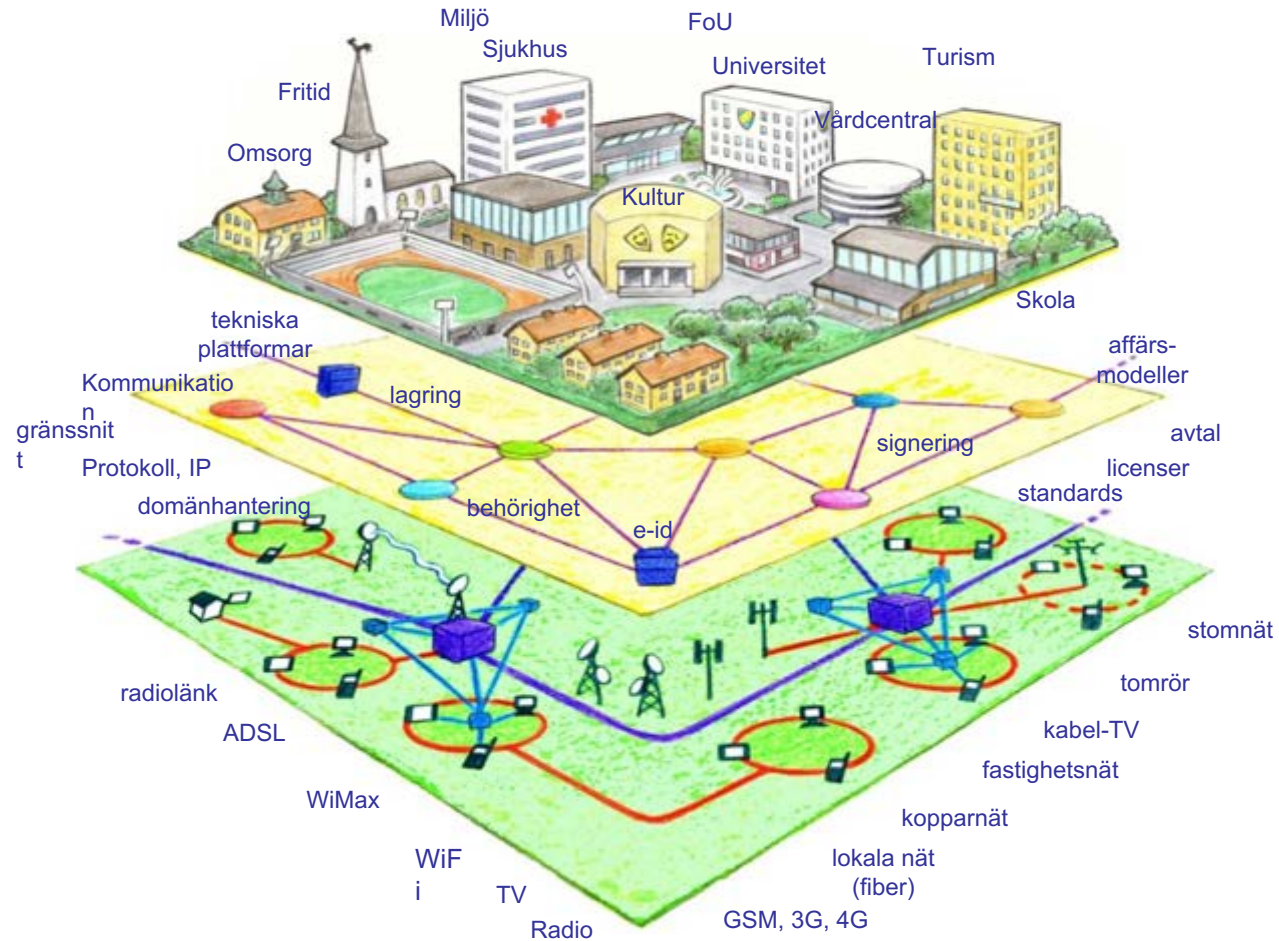 Miljö
FoU
Sjukhus
Universitet
Turism
Fritid
Vårdcentral
Omsorg
Kultur
Skola
tekniska
plattformar
affärs-
modeller
Kommunikatio
n
lagring
gränssnit
t
signering
avtal
Protokoll, IP
licenser
domänhantering
behörighet
standards
e-id
stomnät
radiolänk
tomrör
ADSL
kabel-TV
fastighetsnät
WiMax
kopparnät
WiF
i
lokala nät
(fiber)
TV
GSM, 3G, 4G
Radio